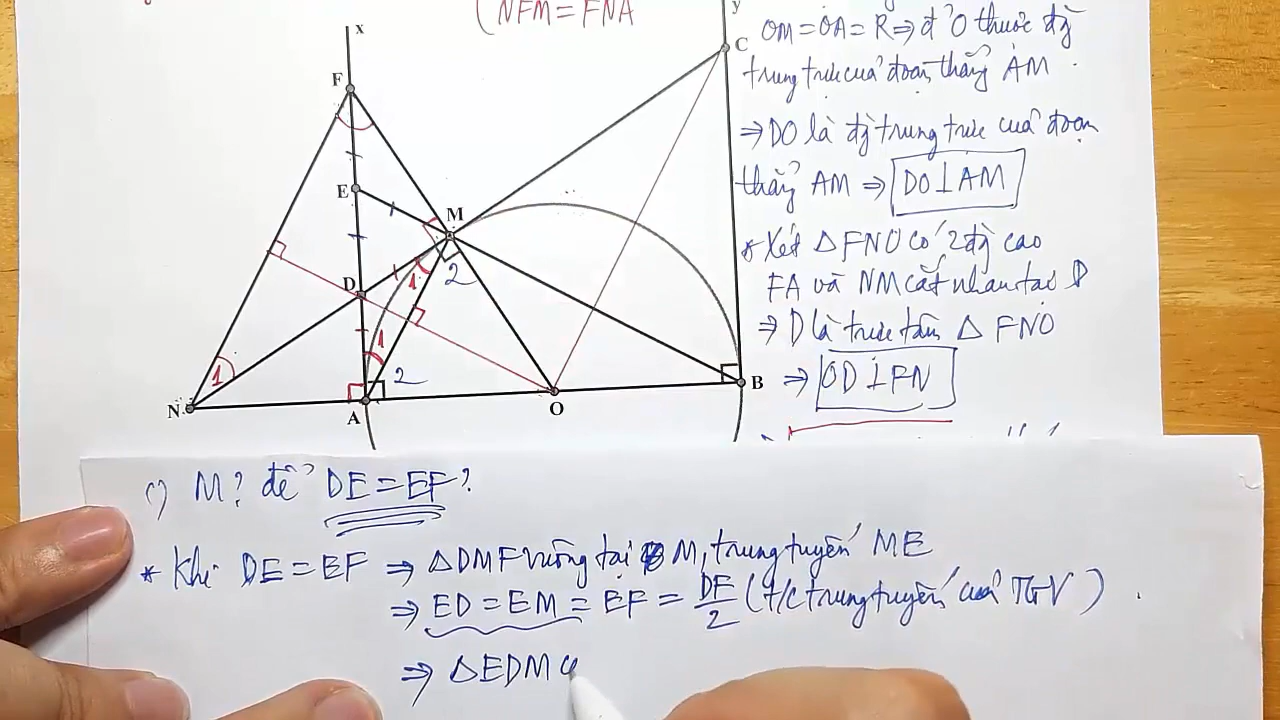 NFM = FNA
x
y
F
C
E
M
D
1
2
1
1
2
N
A
O
B
OM = OA = R ⇒ đ' O thuộc đg
trung trực của đoạn thẳng AM
⇒ DO là đg trung trực của đoạn
thẳng AM ⇒ DO ⊥ AM
* Xét △FNO có 2 đg cao
FA và NM cắt nhau tại D
⇒ D là trực tâm △ FNO
⇒ OD ⊥ FN
c) M? để DE = EF?
* Khi DE = EF ⇒ △DMF vuông tại M, trung tuyến ME
⇒ ED = EM = EF = DF/2 (t/c trung tuyến của TGV)
⇒ △EDM